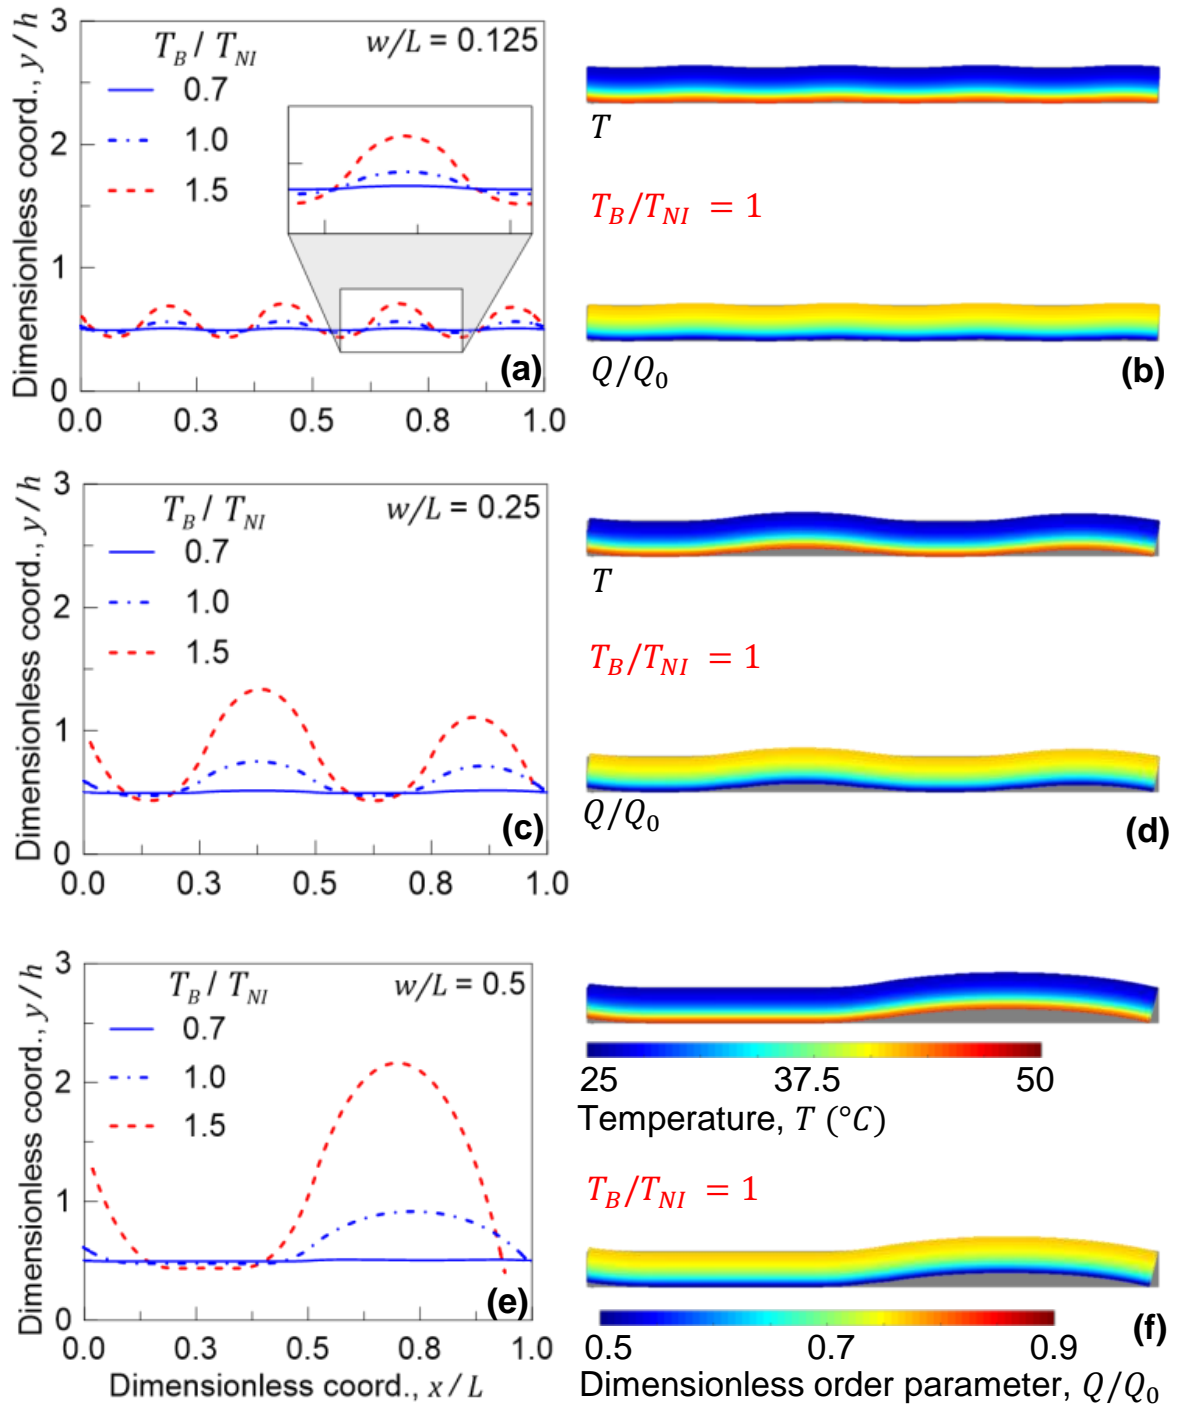 Dimensionless coord., y/h
3
2
1
0
T_B / T_NI
w/L = 0.125
0.7
1.0
1.5
(a)
0.0 0.3 0.5 0.8 1.0
T
T_B/T_NI = 1
Q/Q_0
(b)
Dimensionless coord., y/h
3
2
1
0
T_B / T_NI
w/L = 0.25
0.7
1.0
1.5
(c)
0.0 0.3 0.5 0.8 1.0
T
T_B/T_NI = 1
Q/Q_0
(d)
Dimensionless coord., y/h
3
2
1
0
T_B / T_NI
w/L = 0.5
0.7
1.0
1.5
(e)
0.0 0.3 0.5 0.8 1.0
Dimensionless coord., x/L
25 37.5 50
Temperature, T (°C)
T_B/T_NI = 1
(f)
0.5 0.7 0.9
Dimensionless order parameter, Q/Q_0